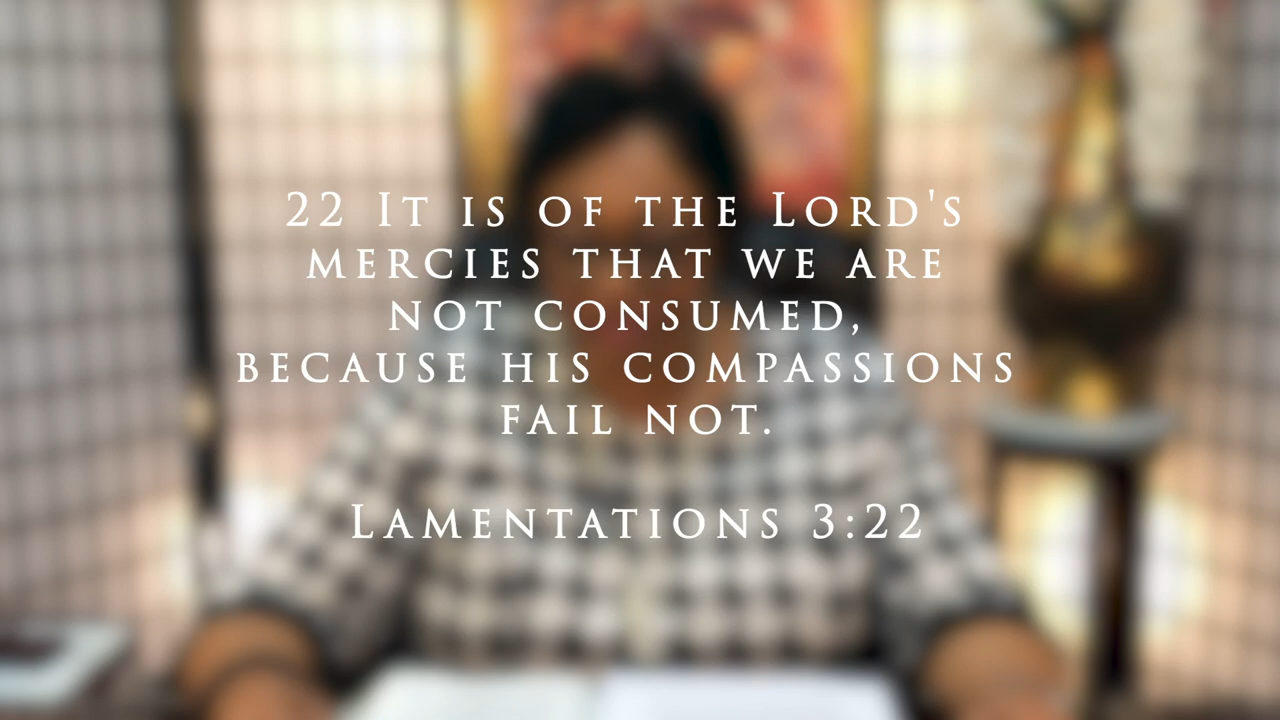 22 It is of the Lord's
mercies that we are
not consumed,
because his compassions
fail not.
Lamentations 3:22